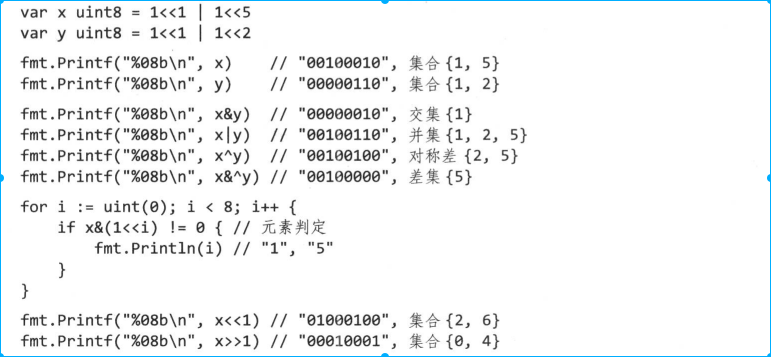 var x uint8 = 1<<1 | 1<<5
var y uint8 = 1<<1 | 1<<2
fmt.Printf("%08b\n", x)    // "00100010", 集合{1, 5}
fmt.Printf("%08b\n", y)    // "00000110", 集合{1, 2}
fmt.Printf("%08b\n", x&y)  // "00000010", 交集{1}
fmt.Printf("%08b\n", x|y)  // "00100110", 并集{1, 2, 5}
fmt.Printf("%08b\n", x^y)  // "00100100", 对称差{2, 5}
fmt.Printf("%08b\n", x&^y) // "00100000", 差集{5}
for i := uint(0); i < 8; i++ {
    if x&(1<<i) != 0 { // 元素判定
        fmt.Println(i) // "1", "5"
    }
}
fmt.Printf("%08b\n", x<<1) // "01000100", 集合{2, 6}
fmt.Printf("%08b\n", x>>1) // "00010001", 集合{0, 4}